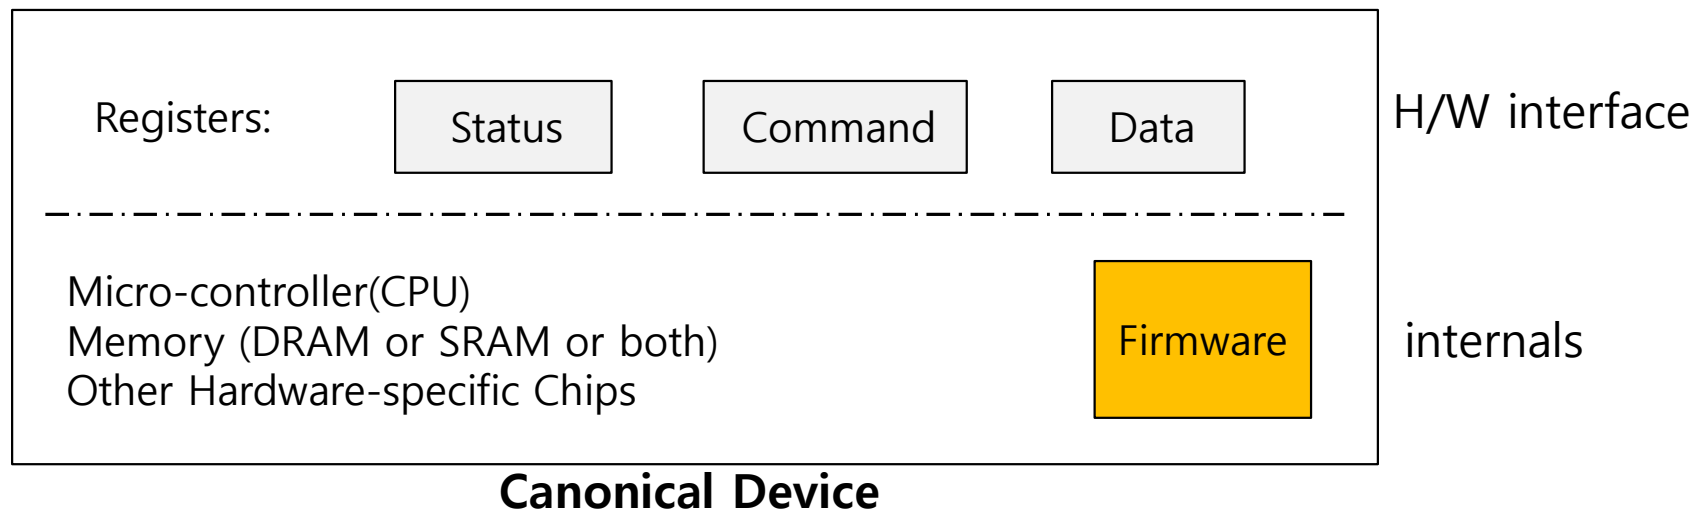 Registers:
Status
Command
Data
H/W interface
Micro-controller(CPU)
Memory (DRAM or SRAM or both)
Other Hardware-specific Chips
Firmware
internals
Canonical Device